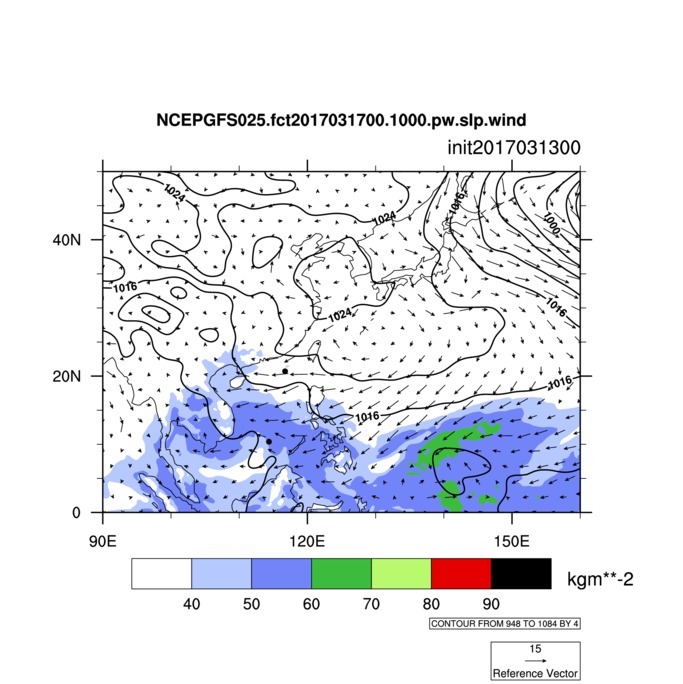 NCEPGFS025.fct2017031700.1000.pw.slp.wind
init2017031300
1024
1016
1024
1000
40N
1016
1016
1024
20N
1016
1016
0
90E 120E 150E
kgm**-2
40 50 60 70 80 90
CONTOUR FROM 948 TO 1084 BY 4
15
Reference Vector